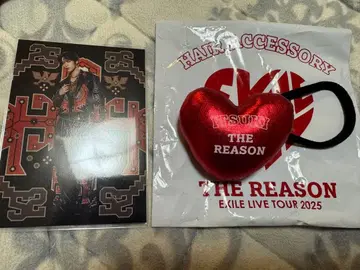 HAIR ACCESSORY
TETSUYA
THE
REASON
THE REASON
EXILE LIVE TOUR 2025